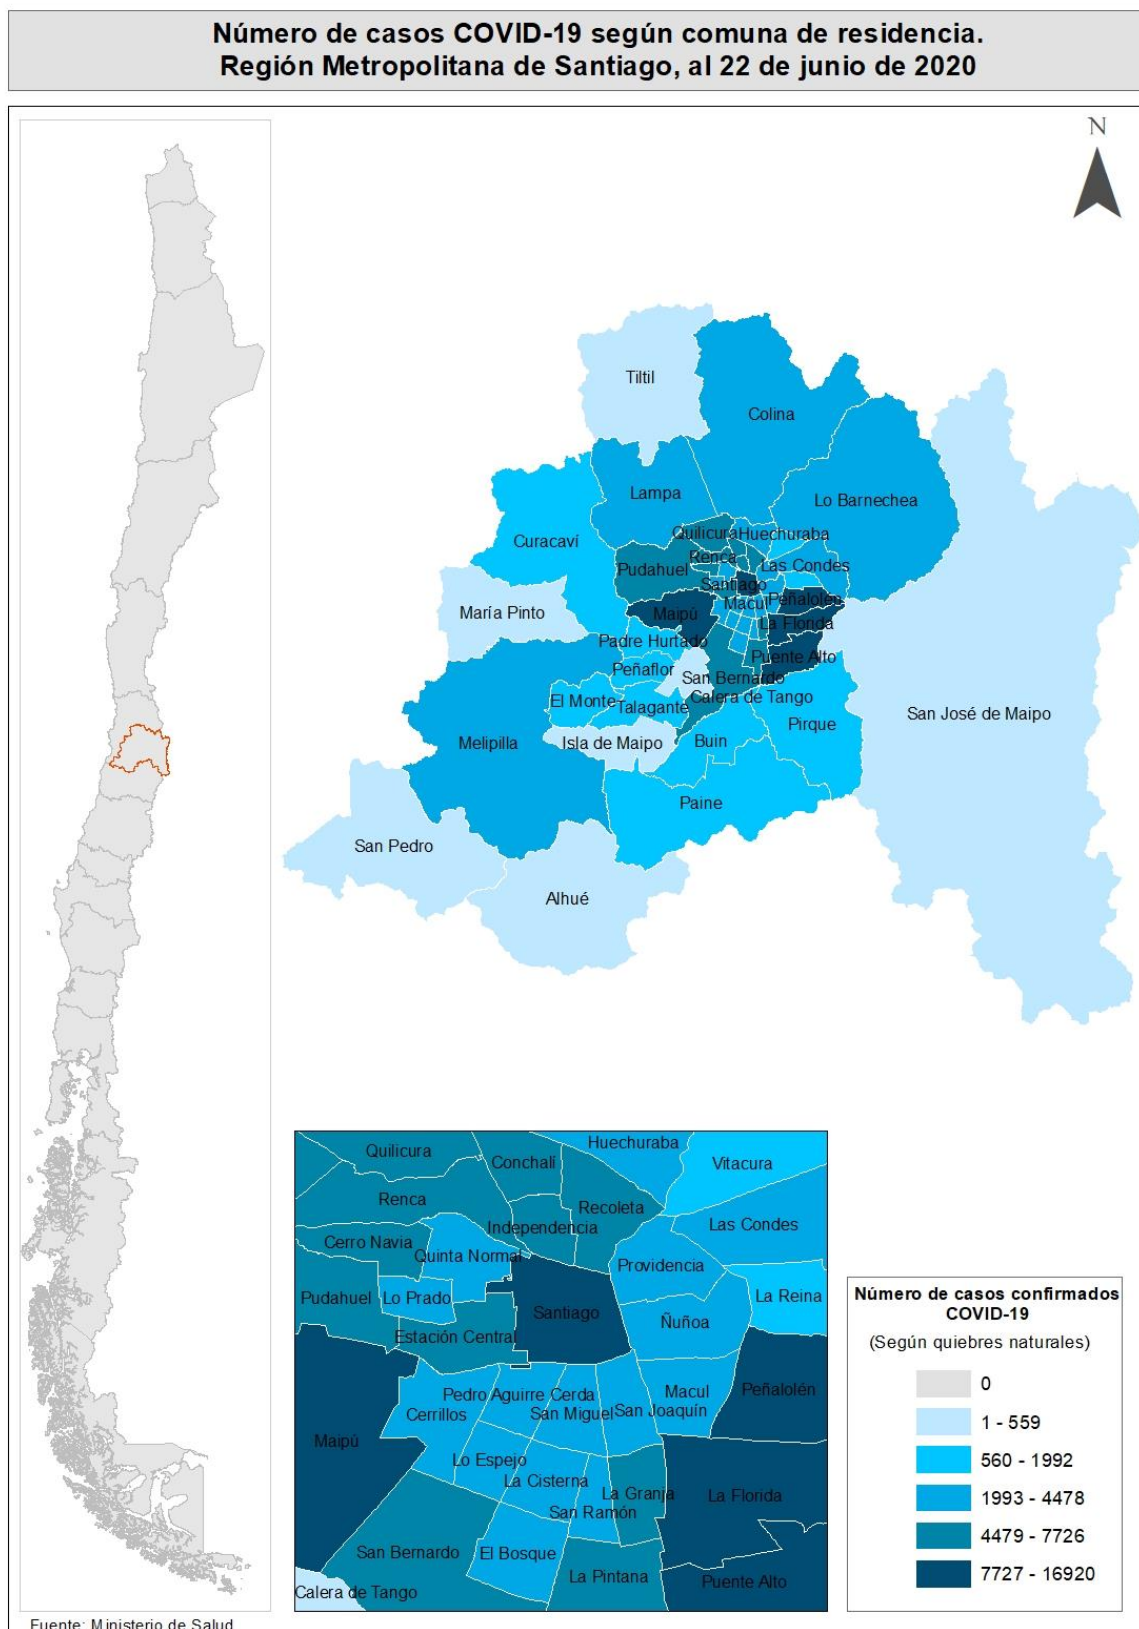 Número de casos COVID-19 según comuna de residencia.
Región Metropolitana de Santiago, al 22 de junio de 2020
N
Tiltil
Colina
Lampa
Lo Barnechea
Curacaví
Quilicura
Huechuraba
Renca
Las Condes
Pudahuel
Santiago
Peñalolén
María Pinto
Maipú
Macul
La Florida
Padre Hurtado
Puente Alto
Peñaflor
San Bernardo
El Monte
Talagante
Calera de Tango
Pirque
San José de Maipo
Melipilla
Isla de Maipo
Buin
Paine
San Pedro
Alhué
Huechuraba
Quilicura
Conchalí
Vitacura
Renca
Recoleta
Independencia
Las Condes
Cerro Navia
Quinta Normal
Providencia
Pudahuel
Lo Prado
Santiago
La Reina
Estación Central
Ñuñoa
Pedro Aguirre Cerda
Macul
Peñalolén
Cerrillos
San Miguel
San Joaquín
Maipú
Lo Espejo
La Cisterna
La Granja
La Florida
San Ramón
San Bernardo
El Bosque
La Pintana
Puente Alto
Calera de Tango
Número de casos confirmados
COVID-19
(Según quiebres naturales)
0
1 - 559
560 - 1992
1993 - 4478
4479 - 7726
7727 - 16920
Fuente: Ministerio de Salud